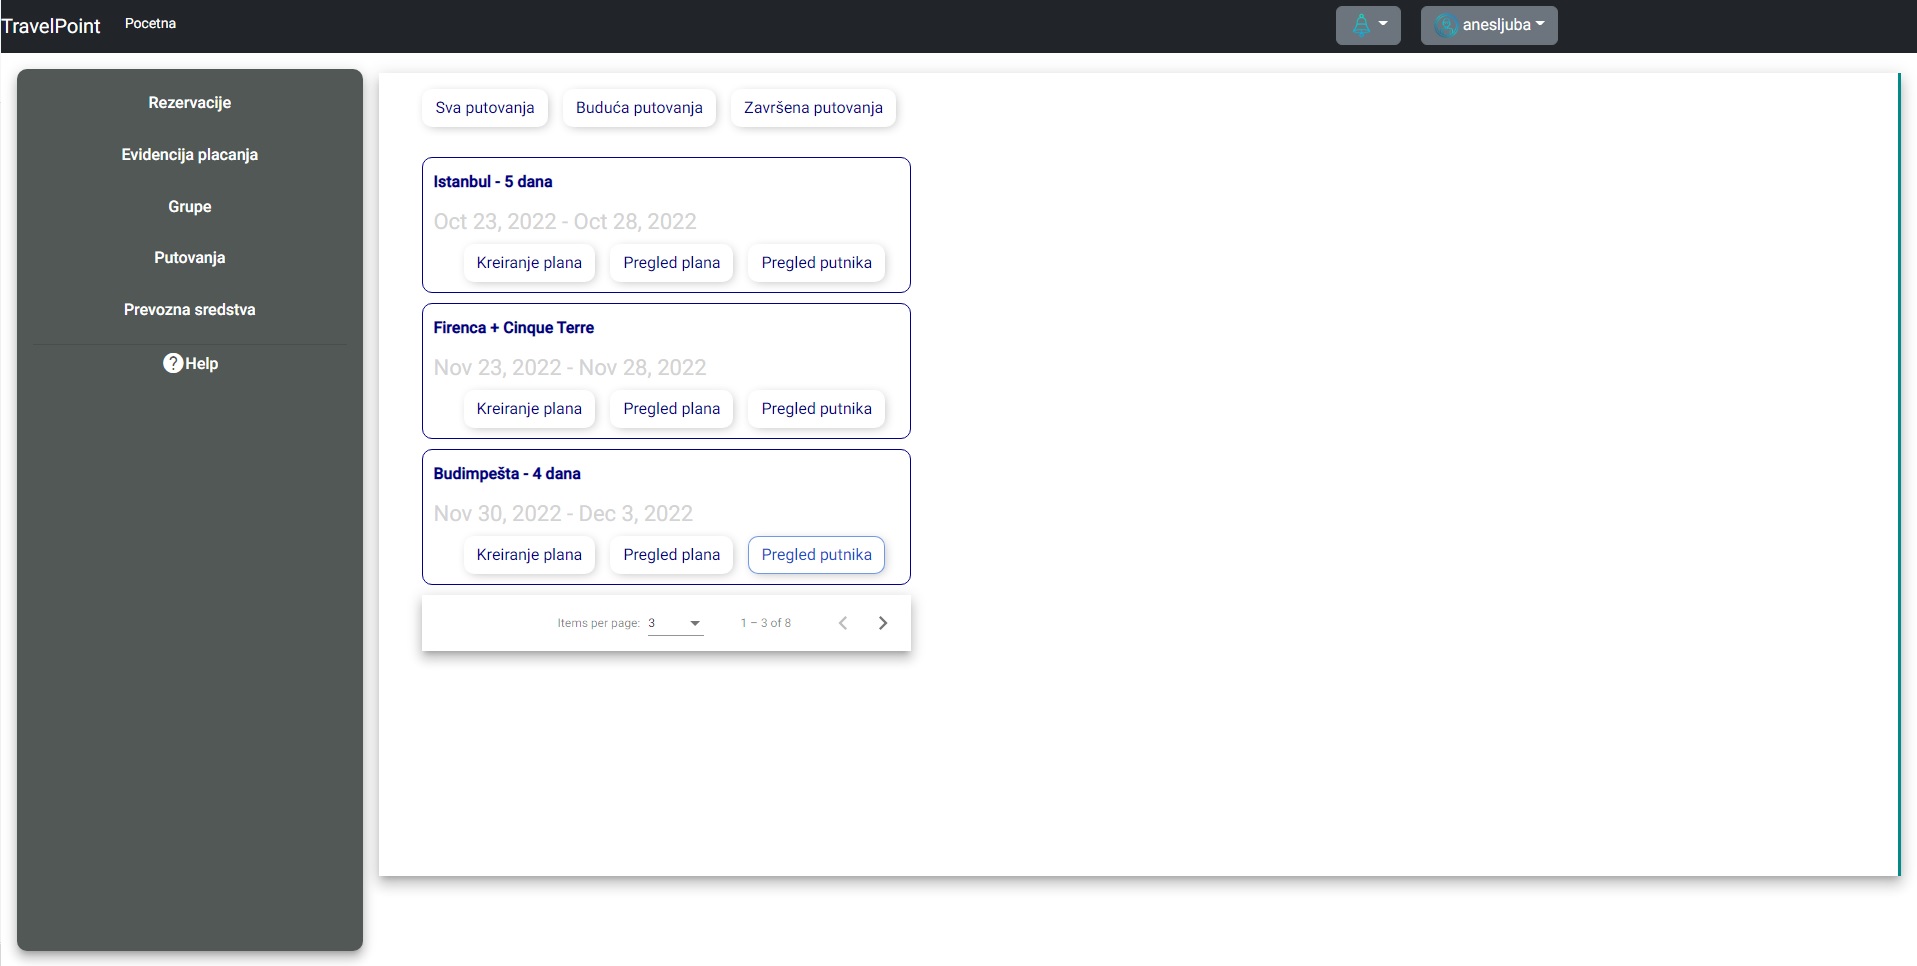 TravelPoint Pocetna anesljuba
Rezervacije
Evidencija placanja
Grupe
Putovanja
Prevozna sredstva
? Help
Sva putovanja Buduća putovanja Završena putovanja
Istanbul - 5 dana
Oct 23, 2022 - Oct 28, 2022
Kreiranje plana Pregled plana Pregled putnika
Firenca + Cinque Terre
Nov 23, 2022 - Nov 28, 2022
Kreiranje plana Pregled plana Pregled putnika
Budimpešta - 4 dana
Nov 30, 2022 - Dec 3, 2022
Kreiranje plana Pregled plana Pregled putnika
Items per page: 3 1 – 3 of 8